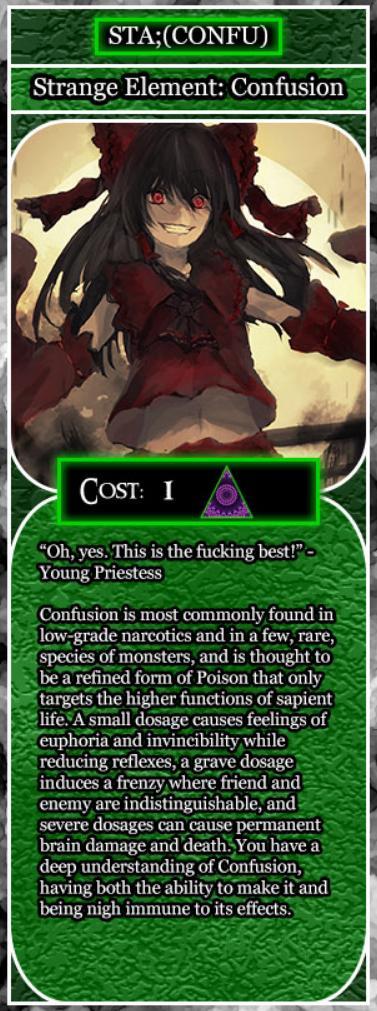 STA;(CONFU)
Strange Element: Confusion
Cost: 1
“Oh, yes. This is the fucking best!” -
Young Priestess
Confusion is most commonly found in
low-grade narcotics and in a few, rare,
species of monsters, and is thought to
be a refined form of Poison that only
targets the higher functions of sapient
life. A small dosage causes feelings of
euphoria and invincibility while
reducing reflexes, a grave dosage
induces a frenzy where friend and
enemy are indistinguishable, and
severe dosages can cause permanent
brain damage and death. You have a
deep understanding of Confusion,
having both the ability to make it and
being nigh immune to its effects.